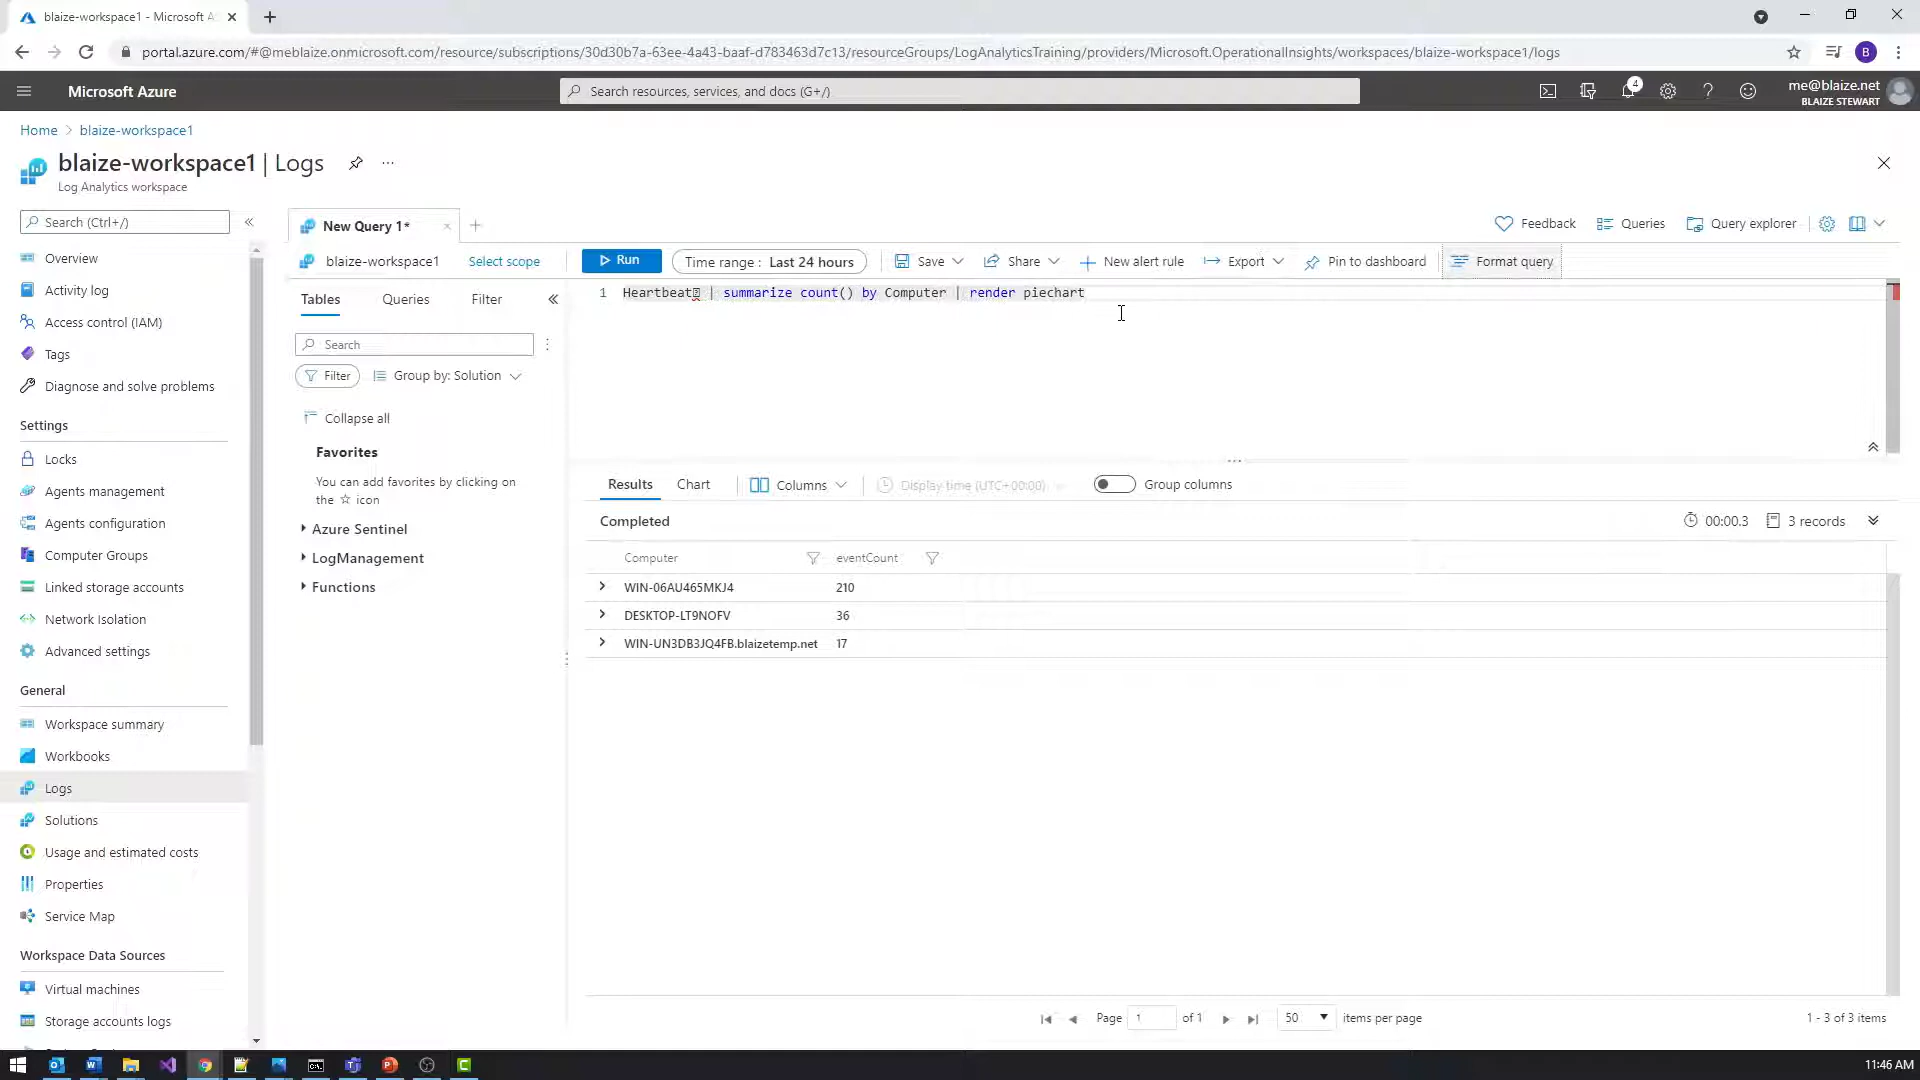 blaize-workspace1 - Microsoft A
portal.azure.com/#@meblaize.onmicrosoft.com/resource/subscriptions/30d30b7a-63ee-4a43-baaf-d783463d7c13/resourceGroups/LogAnalyticsTraining/providers/Microsoft.OperationalInsights/workspaces/blaize-workspace1/logs
B
Microsoft Azure
Search resources, services, and docs (G+/)
4
me@blaize.net
BLAIZE STEWART
Home > blaize-workspace1
blaize-workspace1 | Logs
Log Analytics workspace
Search (Ctrl+/)
Overview
Activity log
Access control (IAM)
Tags
Diagnose and solve problems
Settings
Locks
Agents management
Agents configuration
Computer Groups
Linked storage accounts
Network Isolation
Advanced settings
General
Workspace summary
Workbooks
Logs
Solutions
Usage and estimated costs
Properties
Service Map
Workspace Data Sources
Virtual machines
Storage accounts logs
New Query 1*
Feedback
Queries
Query explorer
blaize-workspace1
Select scope
Run
Time range : Last 24 hours
Save
Share
New alert rule
Export
Pin to dashboard
Format query
Tables
Queries
Filter
Search
Filter
Group by: Solution
Collapse all
Favorites
You can add favorites by clicking on
the ☆ icon
Azure Sentinel
LogManagement
Functions
1 Heartbeat | summarize count() by Computer | render piechart
Results
Chart
Columns
Display time (UTC+00:00)
Group columns
Completed
00:00.3
3 records
Computer eventCount
WIN-06AU465MKJ4 210
DESKTOP-LT9NOFV 36
WIN-UN3DB3JQ4FB.blaizetemp.net 17
Page 1 of 1
50 items per page
1 - 3 of 3 items
11:46 AM